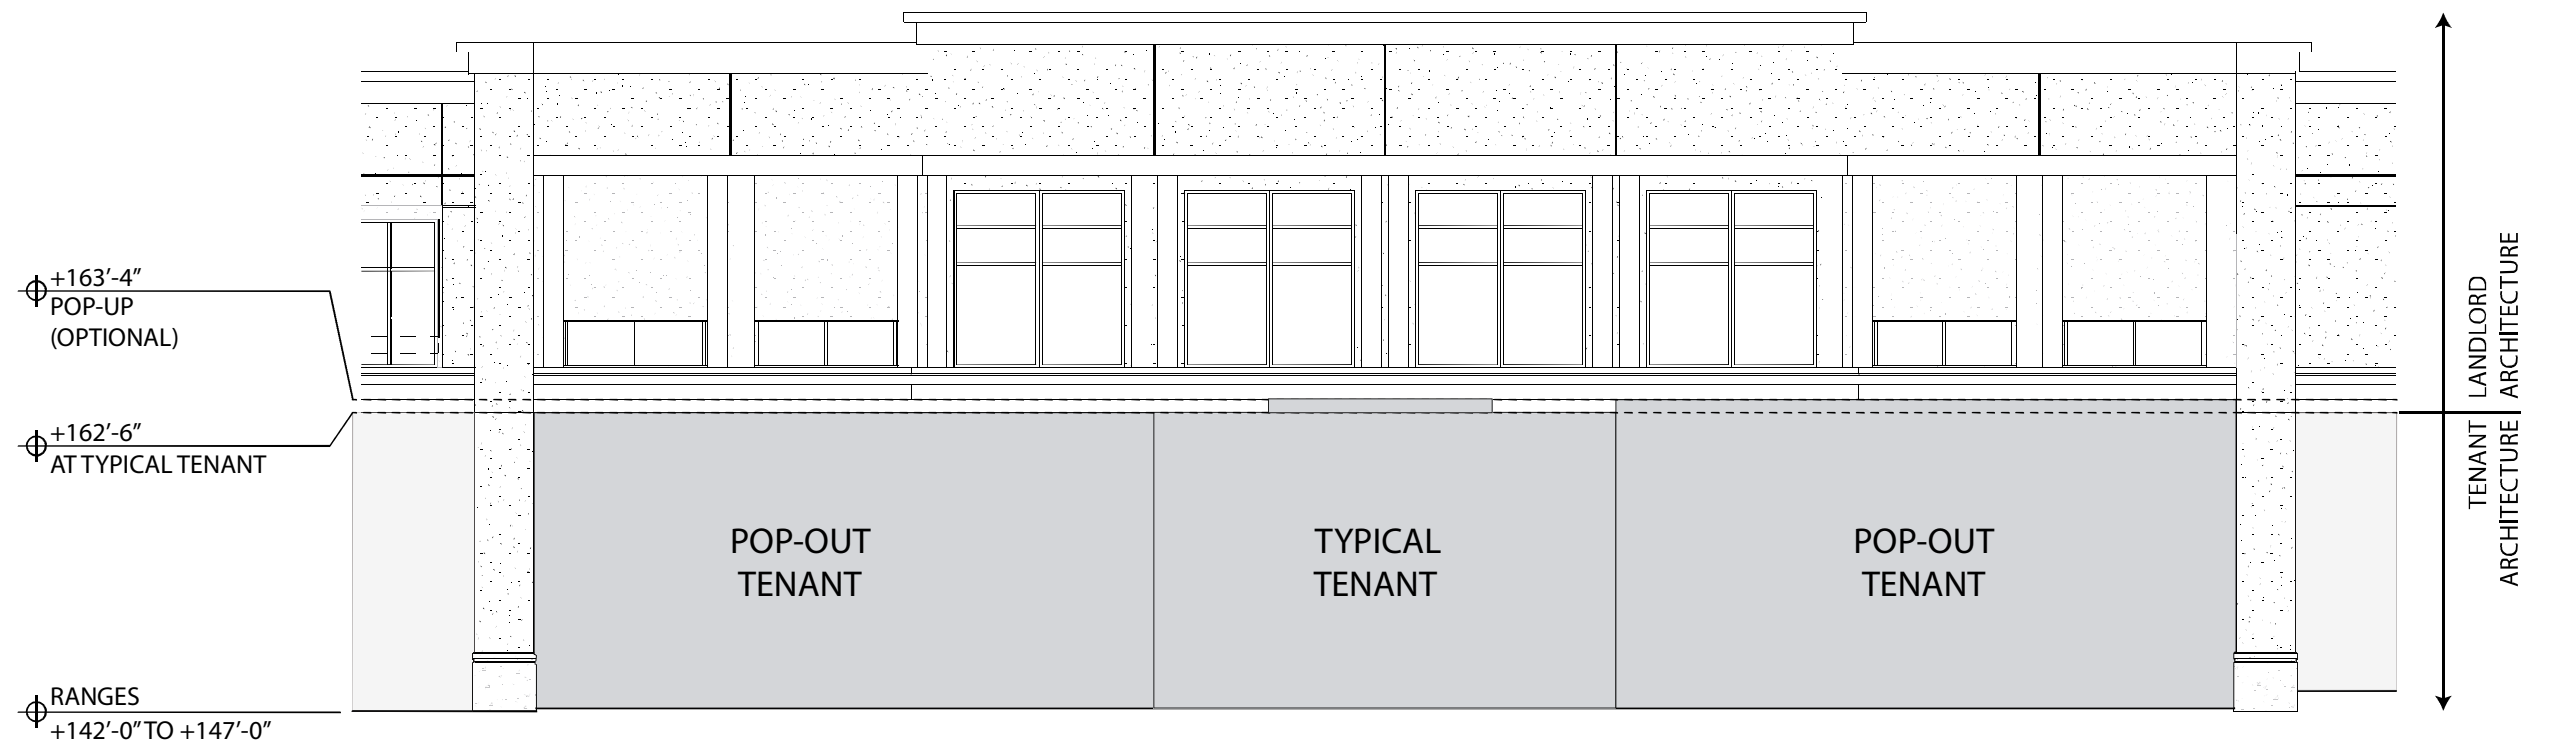 +163'-4"
POP-UP
(OPTIONAL)
+162'-6"
AT TYPICAL TENANT
RANGES
+142'-0" TO +147'-0"
POP-OUT
TENANT
TYPICAL
TENANT
POP-OUT
TENANT
LANDLORD
ARCHITECTURE
TENANT
ARCHITECTURE